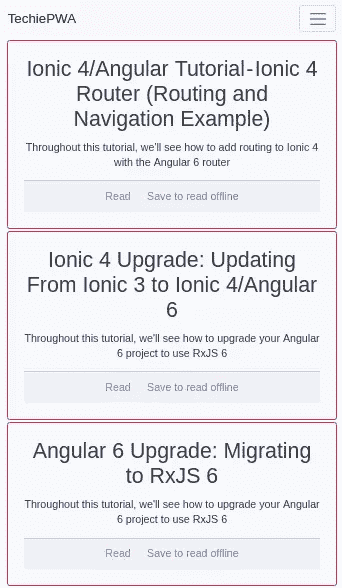 TechiePWA
Ionic 4/Angular Tutorial-Ionic 4
Router (Routing and
Navigation Example)
Throughout this tutorial, we'll see how to add routing to Ionic 4
with the Angular 6 router
Read Save to read offline
Ionic 4 Upgrade: Updating
From Ionic 3 to Ionic 4/Angular
6
Throughout this tutorial, we'll see how to upgrade your Angular
6 project to use RxJS 6
Read Save to read offline
Angular 6 Upgrade: Migrating
to RxJS 6
Throughout this tutorial, we'll see how to upgrade your Angular
6 project to use RxJS 6
Read Save to read offline